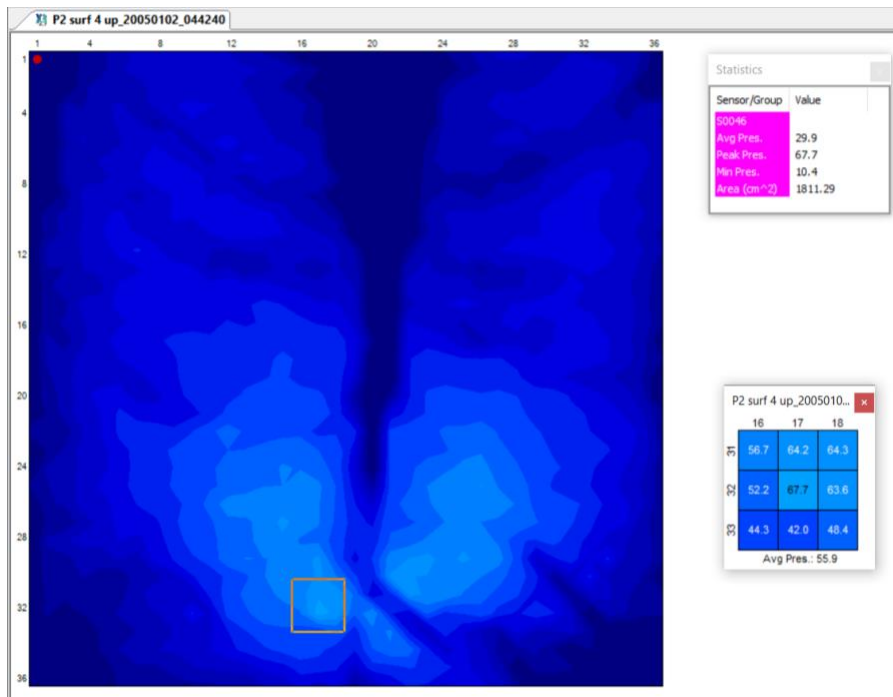 P2 surf 4 up_20050102_044240
1 4 8 12 16 20 24 28 32 36
1
4
8
12
16
20
24
28
32
36
Statistics
Sensor/Group Value
S0046
Avg Pres. 29.9
Peak Pres. 67.7
Min Pres. 10.4
Area (cm^2) 1811.29
P2 surf 4 up_2005010...
16 17 18
31 56.7 64.2 64.3
32 52.2 67.7 63.6
33 44.3 42.0 48.4
Avg Pres.: 55.9